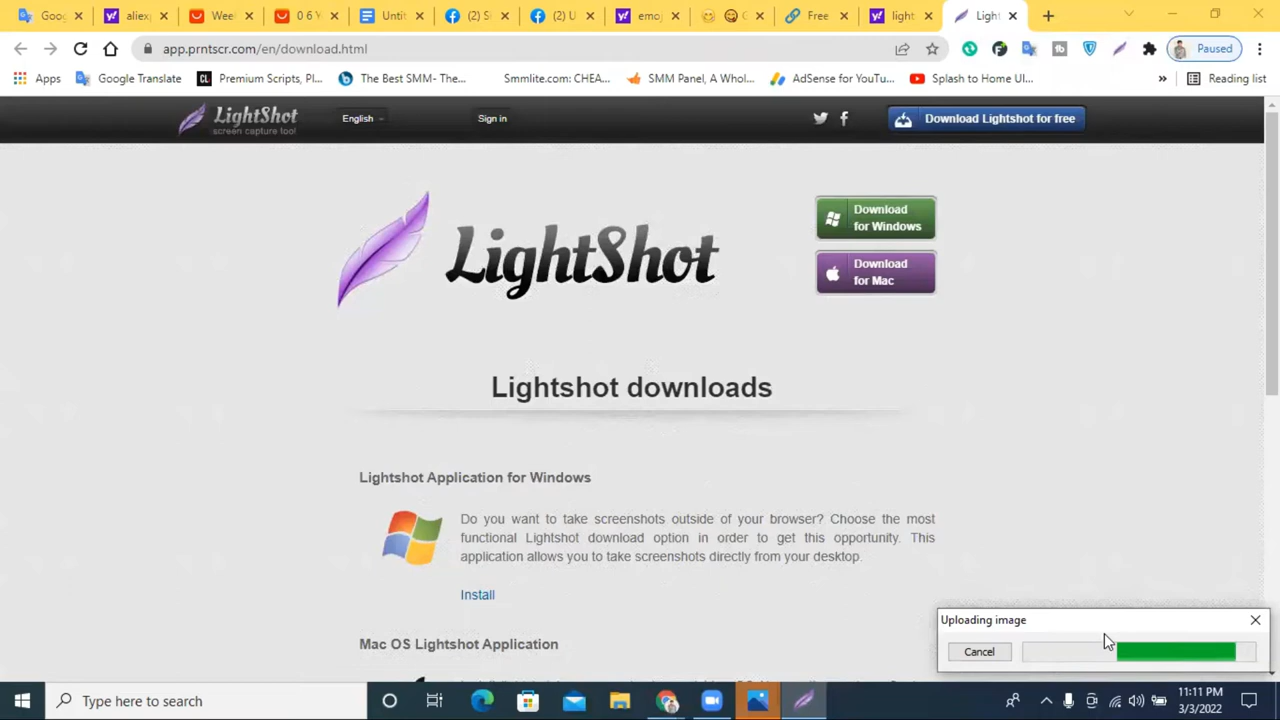 Goog
aliexp
Wee
0 6 Y
Untit
(2) S
(2) U
emoj
Free
light
Light
app.prntscr.com/en/download.html
Paused
Apps
Google Translate
Premium Scripts, Pl...
The Best SMM- The...
Smmlite.com: CHEA...
SMM Panel, A Whol...
AdSense for YouTu...
Splash to Home UI...
»
Reading list
LightShot
screen capture tool
English
Sign in
Download Lightshot for free
LightShot
Download
for Windows
Download
for Mac
Lightshot downloads
Lightshot Application for Windows
Do you want to take screenshots outside of your browser? Choose the most
functional Lightshot download option in order to get this opportunity. This
application allows you to take screenshots directly from your desktop.
Install
Mac OS Lightshot Application
Uploading image
Cancel
Type here to search
11:11 PM
3/3/2022